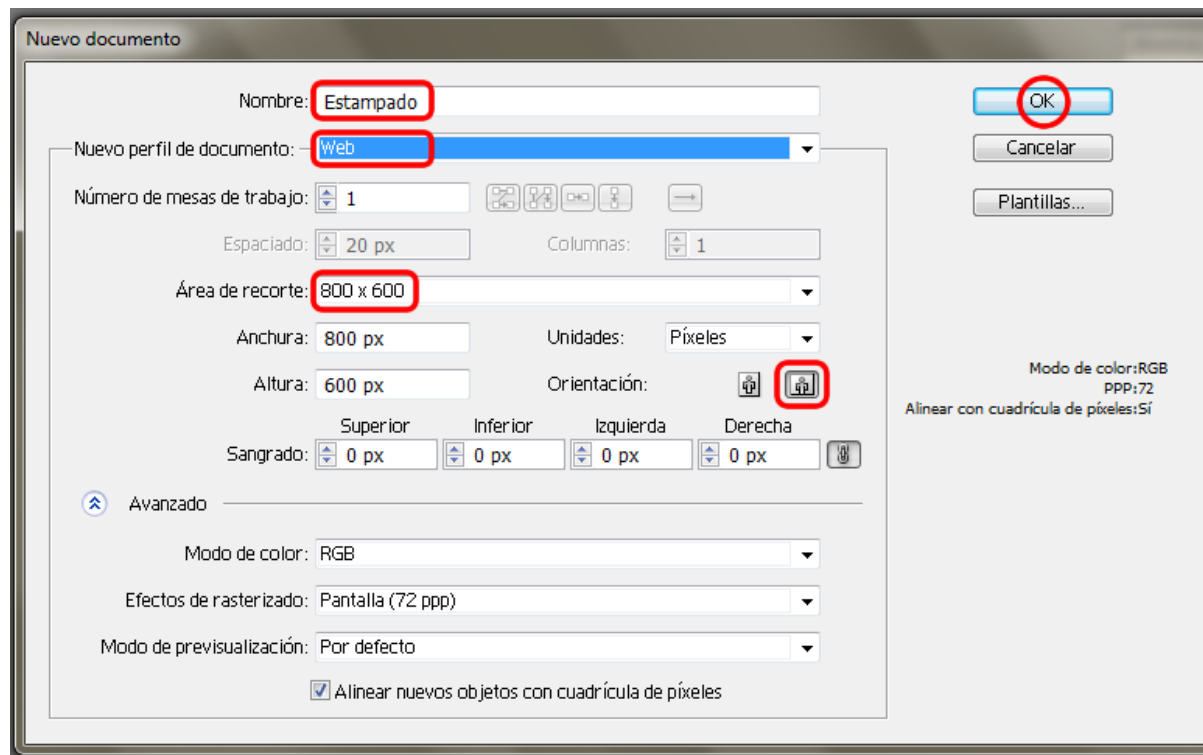 Nuevo documento
Nombre: Estampado
OK
Nuevo perfil de documento: Web
Cancelar
Número de mesas de trabajo: 1
Plantillas...
Espaciado: 20 px Columnas: 1
Área de recorte: 800 x 600
Anchura: 800 px Unidades: Píxeles
Altura: 600 px Orientación:
Modo de color:RGB
PPP:72
Alinear con cuadrícula de píxeles:Sí
Superior Inferior Izquierda Derecha
Sangrado: 0 px 0 px 0 px 0 px
Avanzado
Modo de color: RGB
Efectos de rasterizado: Pantalla (72 ppp)
Modo de previsualización: Por defecto
Alinear nuevos objetos con cuadrícula de píxeles